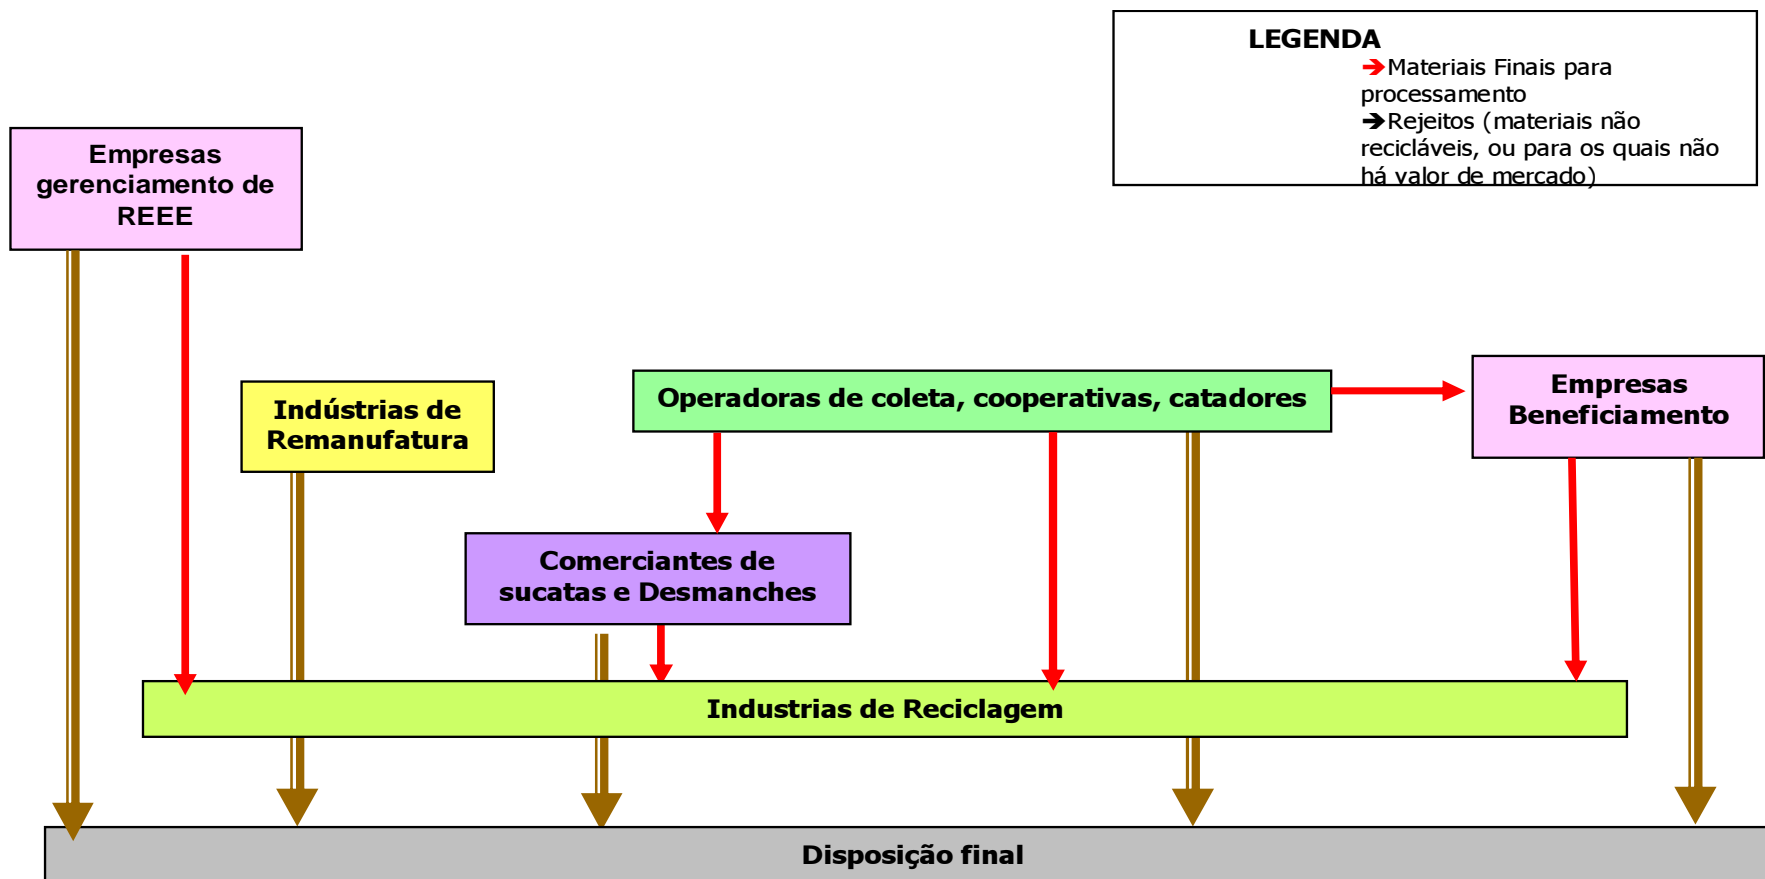 LEGENDA
➔Materiais Finais para
processamento
➔Rejeitos (materiais não
recicláveis, ou para os quais não
há valor de mercado)
Empresas
gerenciamento de
REEE
Indústrias de
Remanufatura
Operadoras de coleta, cooperativas, catadores
Empresas
Beneficiamento
Comerciantes de
sucatas e Desmanches
Industrias de Reciclagem
Disposição final